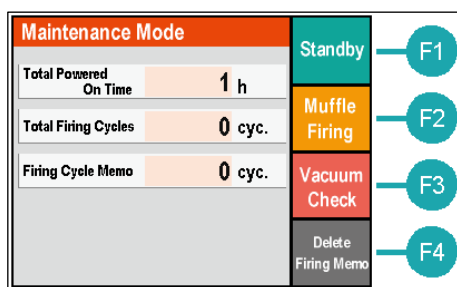 Maintenance Mode
Total Powered
On Time
1 h
Total Firing Cycles
0 cyc.
Firing Cycle Memo
0 cyc.
Standby
F1
Muffle
Firing
F2
Vacuum
Check
F3
Delete
Firing Memo
F4